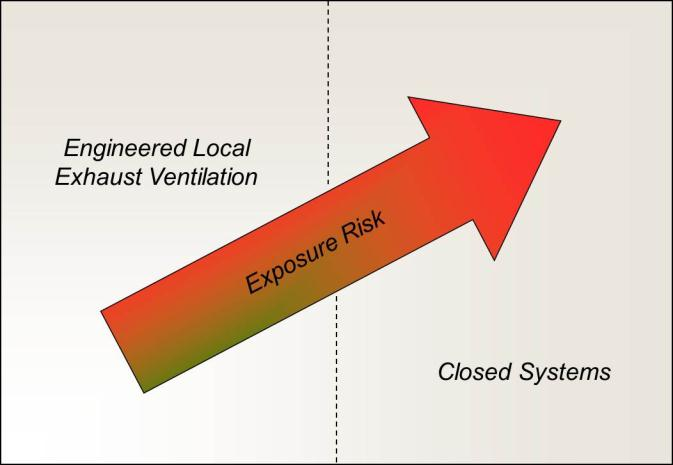 Engineered Local
Exhaust Ventilation
Exposure Risk
Closed Systems